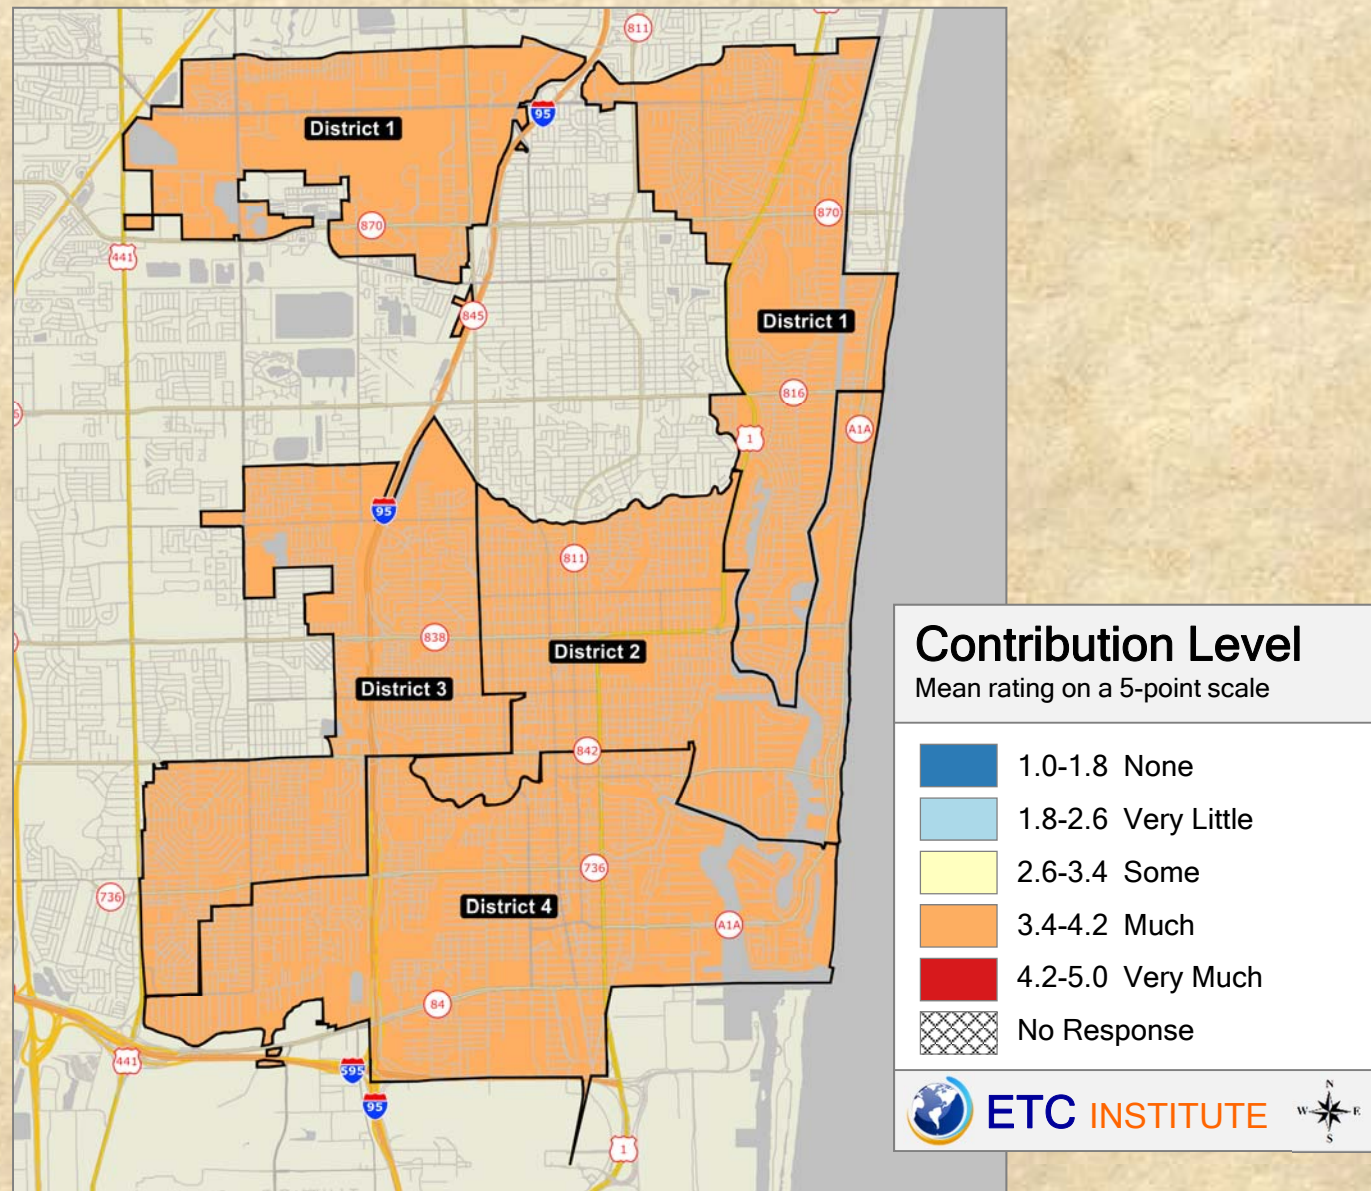 811
95
District 1
870
870
441
845
District 1
816
A1A
1
95
811
838
District 2
District 3
842
736
736
District 4
A1A
84
441
595
95
1
Contribution Level
Mean rating on a 5-point scale
1.0-1.8 None
1.8-2.6 Very Little
2.6-3.4 Some
3.4-4.2 Much
4.2-5.0 Very Much
No Response
ETC INSTITUTE
N
W E
S